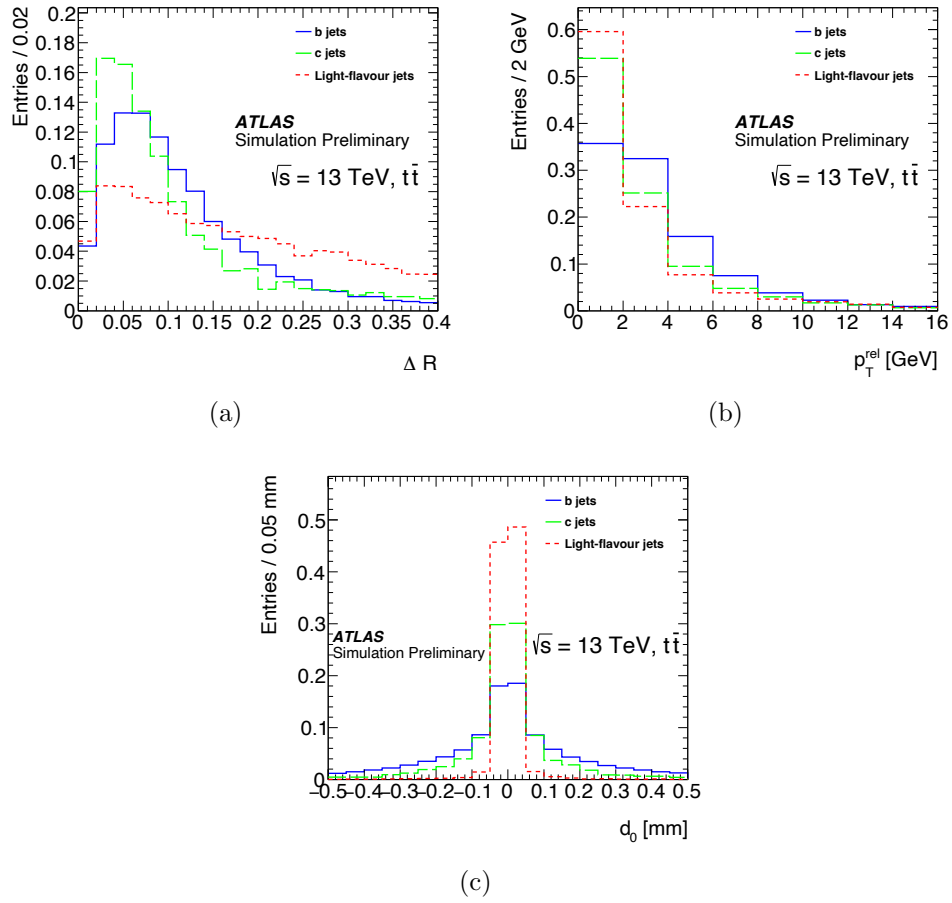 Entries / 0.02
0.2
0.18
0.16
0.14
0.12
0.1
0.08
0.06
0.04
0.02
0
0 0.05 0.1 0.15 0.2 0.25 0.3 0.35 0.4
Δ R
b jets
c jets
Light-flavour jets
ATLAS
Simulation Preliminary
√s = 13 TeV, tt̄
(a)
Entries / 2 GeV
0.6
0.5
0.4
0.3
0.2
0.1
0
0 2 4 6 8 10 12 14 16
p_T^rel [GeV]
b jets
c jets
Light-flavour jets
ATLAS
Simulation Preliminary
√s = 13 TeV, tt̄
(b)
Entries / 0.05 mm
0.5
0.4
0.3
0.2
0.1
0
−0.5 −0.4 −0.3 −0.2 −0.1 0 0.1 0.2 0.3 0.4 0.5
d_0 [mm]
b jets
c jets
Light-flavour jets
ATLAS
Simulation Preliminary
√s = 13 TeV, tt̄
(c)